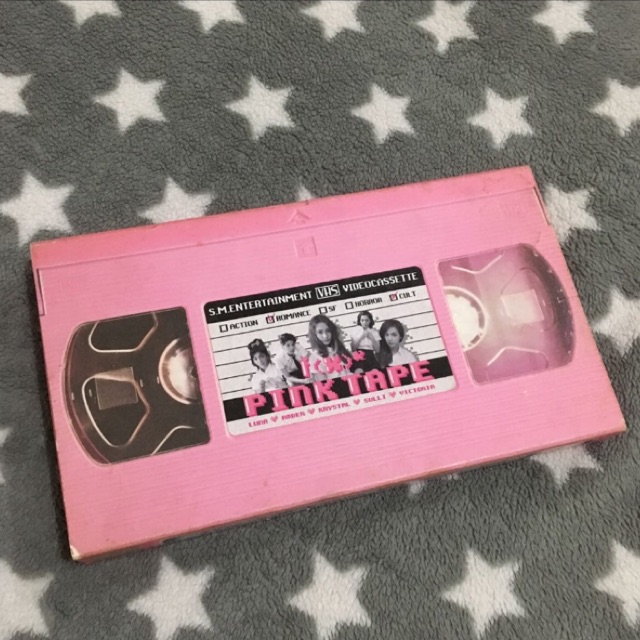 S.M.ENTERTAINMENT VHS VIDEOCASSETTE
ACTION ROMANCE SF HORROR CULT
f(x)
PINK TAPE
LUNA AMBER KRYSTAL SULLI VICTORIA